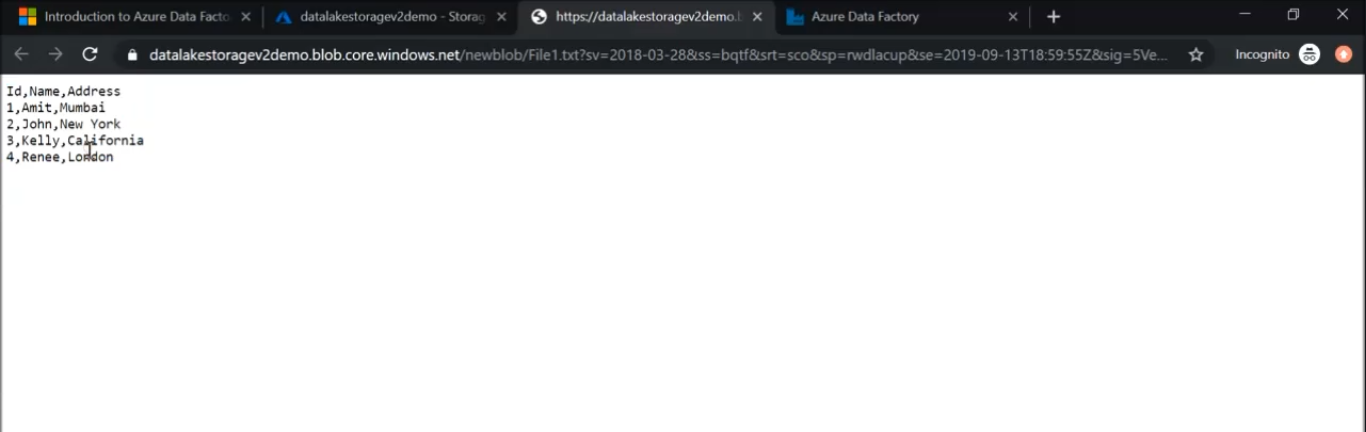 Introduction to Azure Data Facto
datalakestoragev2demo - Storag
https://datalakestoragev2demo.b
Azure Data Factory
datalakestoragev2demo.blob.core.windows.net/newblob/File1.txt?sv=2018-03-28&ss=bqtf&srt=sco&sp=rwdlacup&se=2019-09-13T18:59:55Z&sig=5Ve...
Incognito
Id,Name,Address
1,Amit,Mumbai
2,John,New York
3,Kelly,California
4,Renee,London